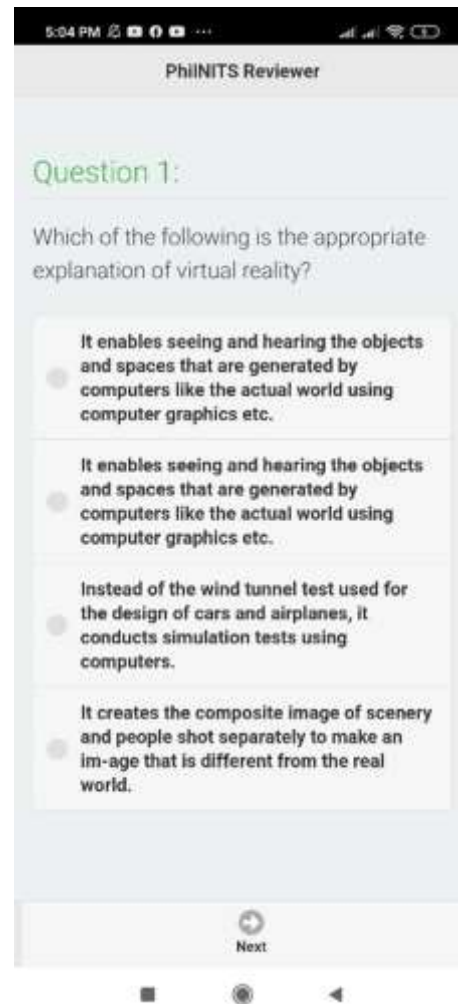 5:04 PM
PhilNITS Reviewer
Question 1:
Which of the following is the appropriate
explanation of virtual reality?
It enables seeing and hearing the objects
and spaces that are generated by
computers like the actual world using
computer graphics etc.
It enables seeing and hearing the objects
and spaces that are generated by
computers like the actual world using
computer graphics etc.
Instead of the wind tunnel test used for
the design of cars and airplanes, it
conducts simulation tests using
computers.
It creates the composite image of scenery
and people shot separately to make an
im-age that is different from the real
world.
Next